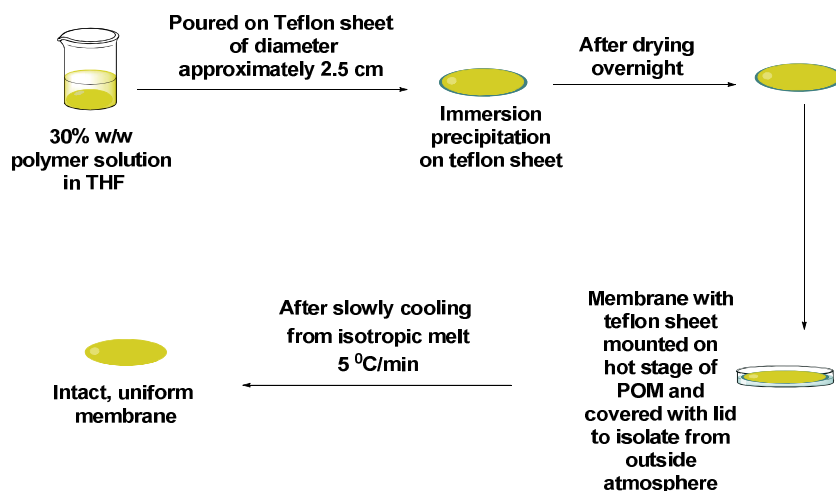 Poured on Teflon sheet
of diameter
approximately 2.5 cm
After drying
overnight
30% w/w
polymer solution
in THF
Immersion
precipitation
on teflon sheet
Membrane with
teflon sheet
mounted on
hot stage of
POM and
covered with lid
to isolate from
outside
atmosphere
After slowly cooling
from isotropic melt
5 ⁰C/min
Intact, uniform
membrane